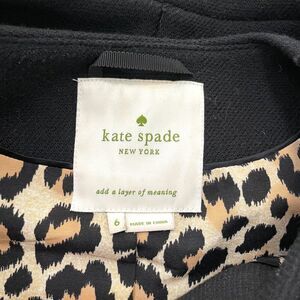 kate spade
NEW YORK
add a layer of meaning
6
MADE IN CHINA